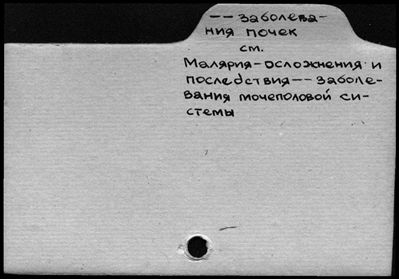 -- заболева-
ния почек
см.
Малярия-осложнения и
последствия -- заболе-
вания мочеполовой си-
стемы